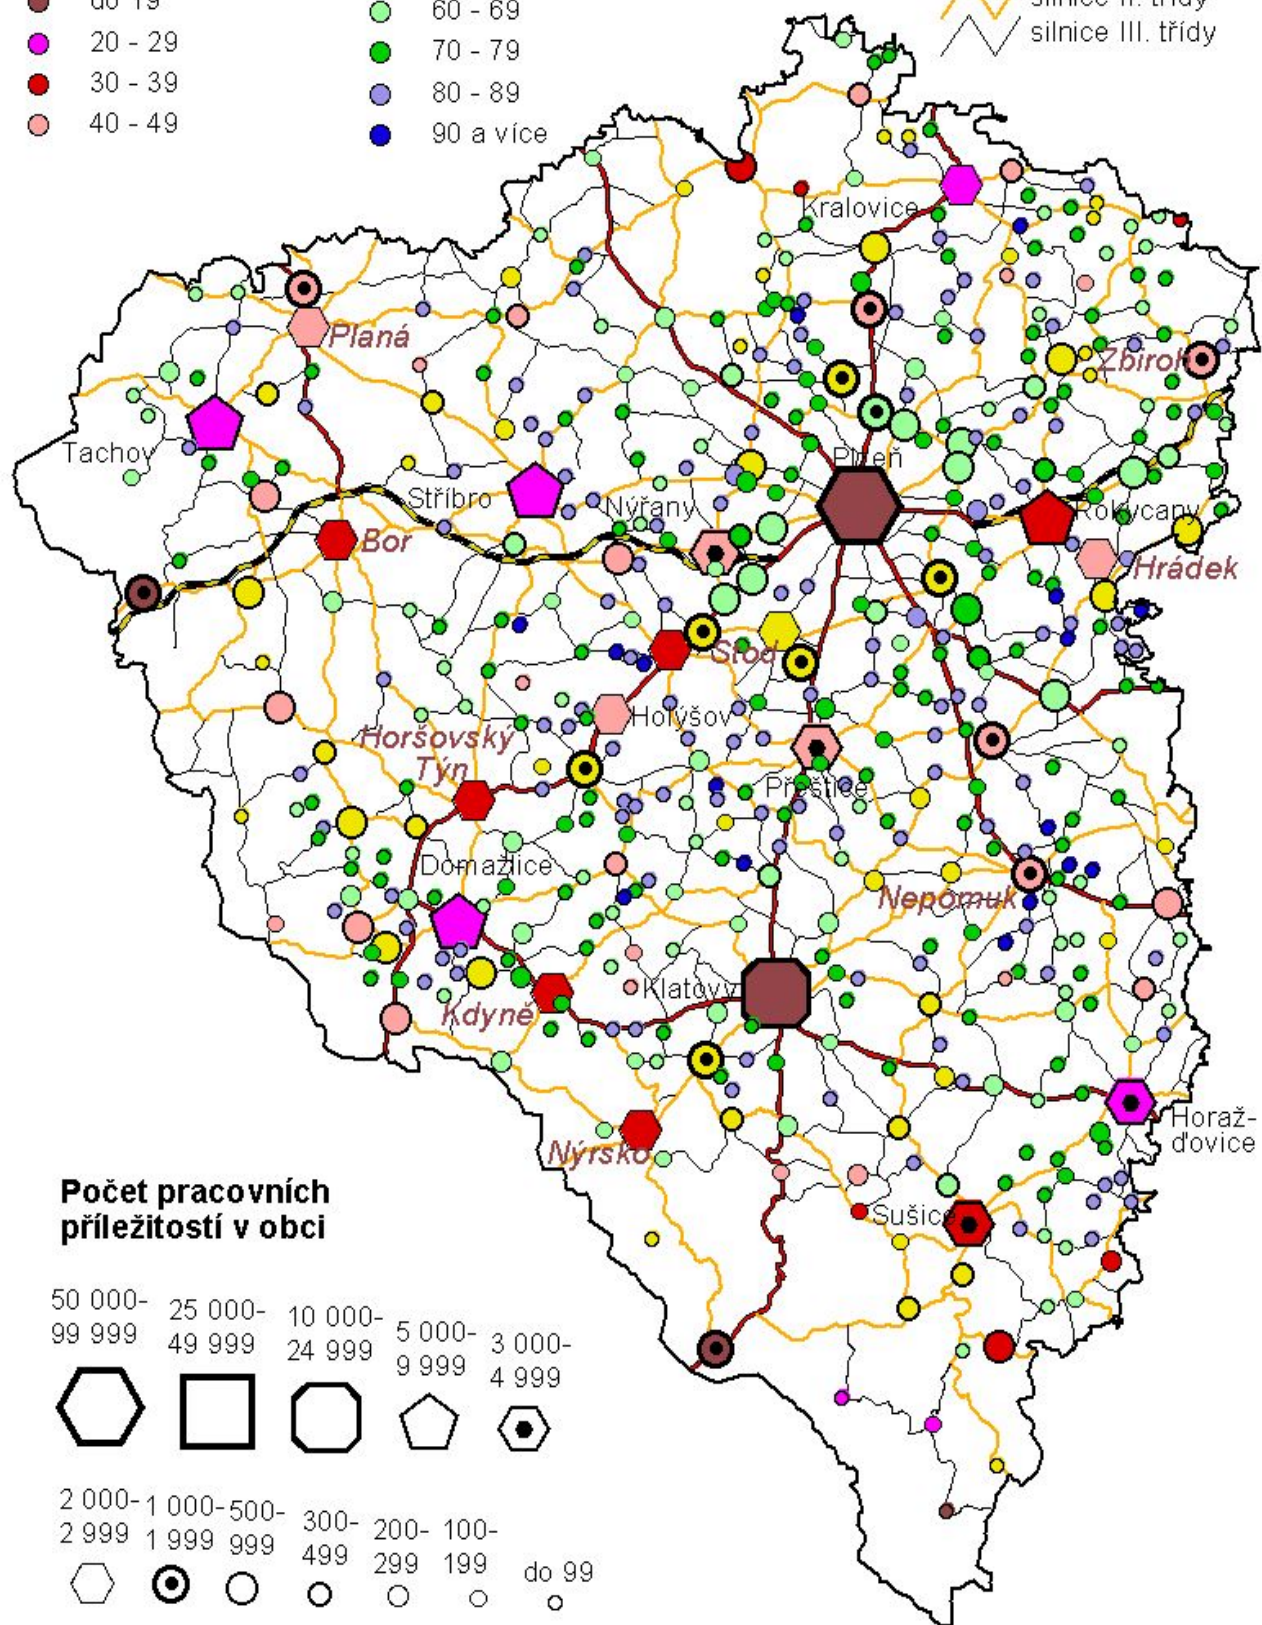 do 19
20 - 29
30 - 39
40 - 49
60 - 69
70 - 79
80 - 89
90 a více
silnice II. třídy
silnice III. třídy
Kralovice
Planá
Zbiroh
Tachov
Stříbro
Nýřany
Plzeň
Rokycany
Bor
Hrádek
Stod
Holýšov
Horšovský
Týn
Přeštice
Domažlice
Nepomuk
Klatovy
Kdyně
Nýrsko
Horaž-
ďovice
Sušice
Počet pracovních
příležitostí v obci
50 000-
99 999
25 000-
49 999
10 000-
24 999
5 000-
9 999
3 000-
4 999
2 000-
2 999
1 000-
1 999
500-
999
300-
499
200-
299
100-
199
do 99